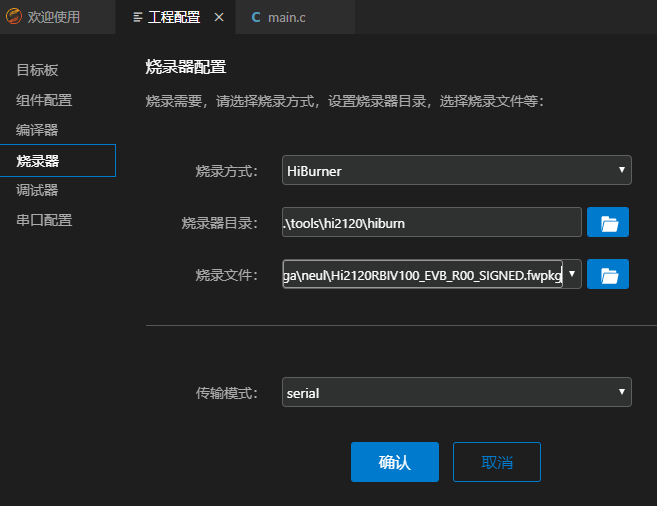 欢迎使用 工程配置 × C main.c
目标板
组件配置
编译器
烧录器
调试器
串口配置
烧录器配置
烧录需要，请选择烧录方式，设置烧录器目录，选择烧录文件等：
烧录方式： HiBurner
烧录器目录： .\tools\hi2120\hiburn
烧录文件： ga\neul\Hi2120RBIV100_EVB_R00_SIGNED.fwpkg
传输模式： serial
确认 取消